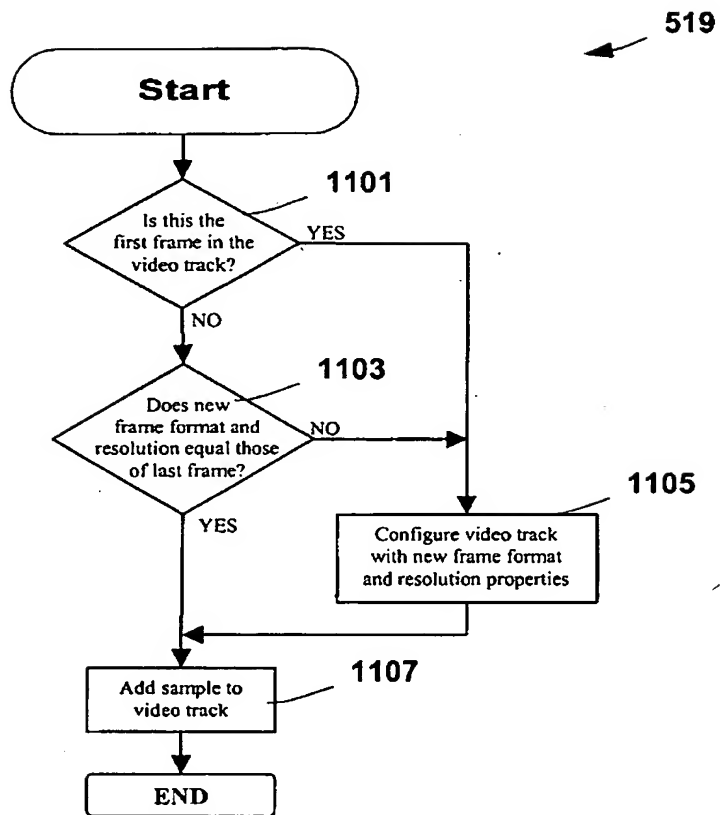 519
Start
1101
Is this the
first frame in the
video track?
YES
NO
1103
Does new
frame format and
resolution equal those
of last frame?
NO
YES
1105
Configure video track
with new frame format
and resolution properties
1107
Add sample to
video track
END